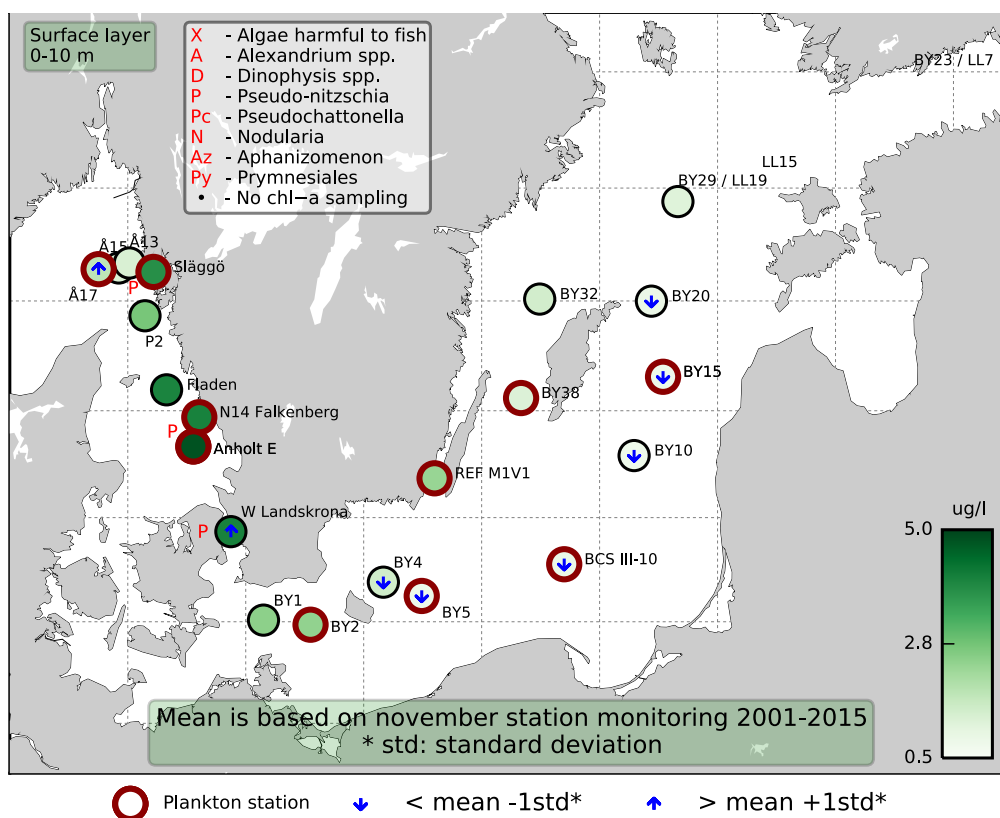 Surface layer
0-10 m
X - Algae harmful to fish
A - Alexandrium spp.
D - Dinophysis spp.
P - Pseudo-nitzschia
Pc - Pseudochattonella
N - Nodularia
Az - Aphanizomenon
Py - Prymnesiales
• - No chl−a sampling
BY23 / LL7
LL15
BY29 / LL19
Å15
Å13
Släggö
Å17
P
P2
BY32
BY20
BY15
Fladen
BY38
N14 Falkenberg
P
Anholt E
BY10
REF M1V1
W Landskrona
P
ug/l
5.0
2.8
0.5
BCS III-10
BY4
BY5
BY1
BY2
Mean is based on november station monitoring 2001-2015
* std: standard deviation
Plankton station
< mean -1std*
> mean +1std*